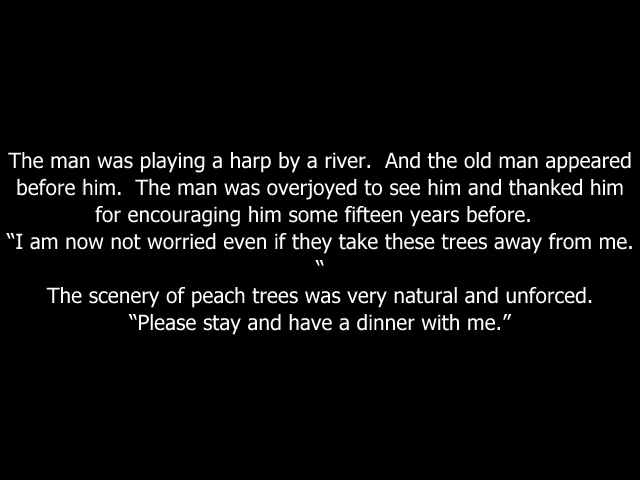 The man was playing a harp by a river.  And the old man appeared
before him.  The man was overjoyed to see him and thanked him
for encouraging him some fifteen years before.
“I am now not worried even if they take these trees away from me.
“
The scenery of peach trees was very natural and unforced.
“Please stay and have a dinner with me.”